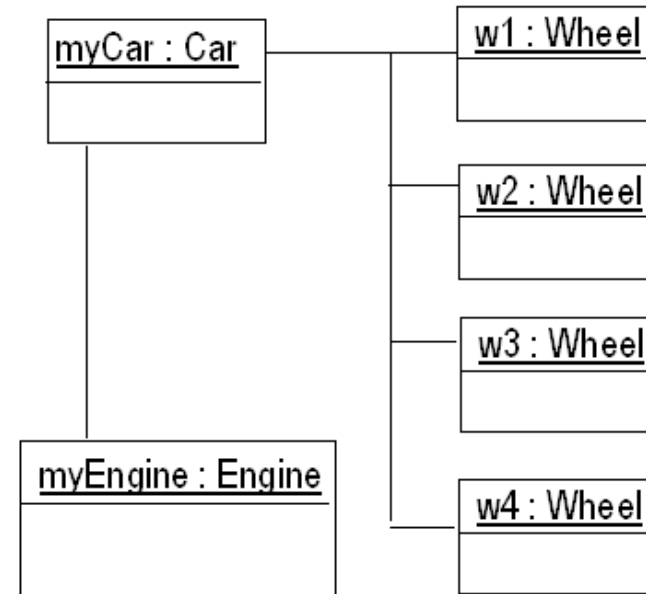 myCar : Car
w1 : Wheel
w2 : Wheel
w3 : Wheel
myEngine : Engine
w4 : Wheel